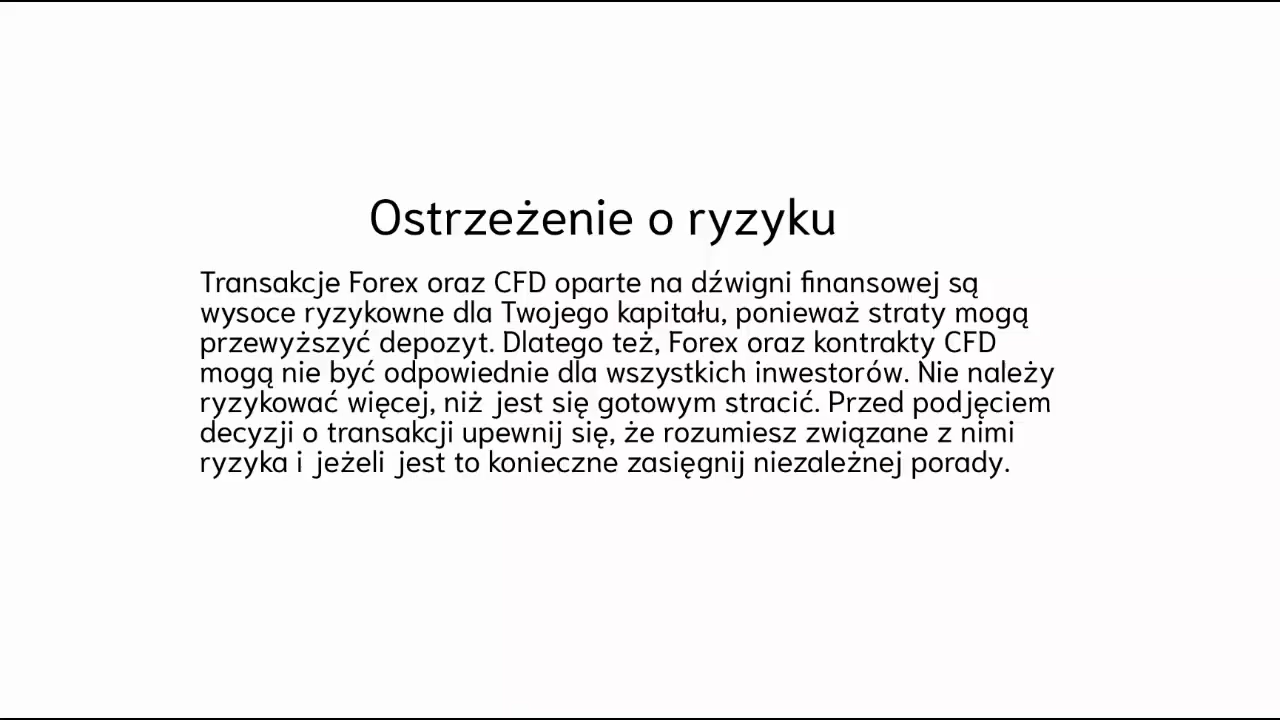 Ostrzeżenie o ryzyku
Transakcje Forex oraz CFD oparte na dźwigni finansowej są
wysoce ryzykowne dla Twojego kapitału, ponieważ straty mogą
przewyższyć depozyt. Dlatego też, Forex oraz kontrakty CFD
mogą nie być odpowiednie dla wszystkich inwestorów. Nie należy
ryzykować więcej, niż jest się gotowym stracić. Przed podjęciem
decyzji o transakcji upewnij się, że rozumiesz związane z nimi
ryzyka i jeżeli jest to konieczne zasięgnij niezależnej porady.